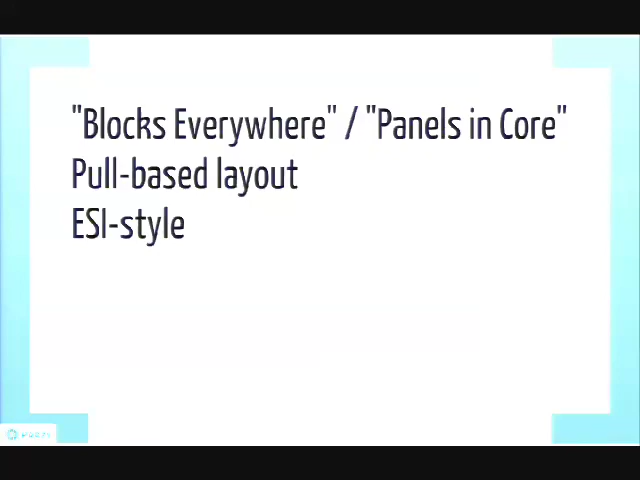 "Blocks Everywhere" / "Panels in Core"
Pull-based layout
ESI-style